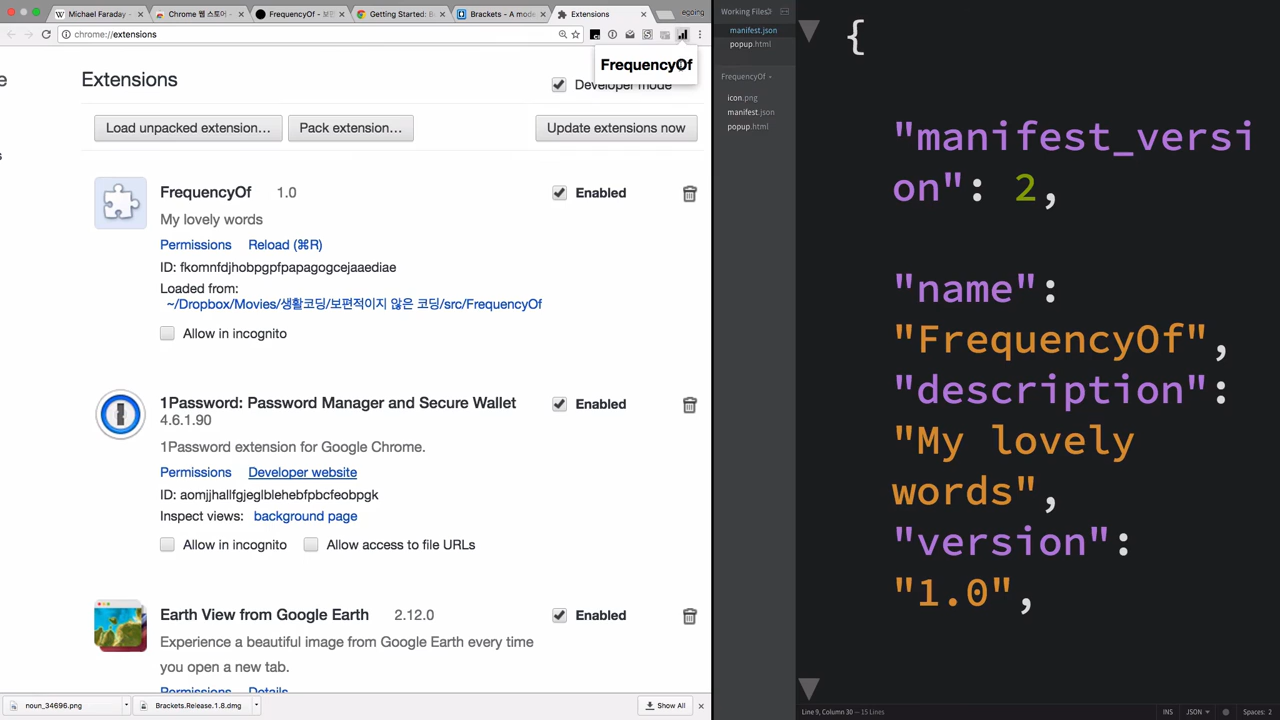 Michael Faraday -
Chrome 웹 스토어 -
FrequencyOf - 보
Getting Started: B
Brackets - A mode
Extensions
egoing
chrome://extensions
FrequencyOf
Extensions
Developer mode
Load unpacked extension...
Pack extension...
Update extensions now
FrequencyOf 1.0
Enabled
My lovely words
Permissions Reload (⌘R)
ID: fkomnfdjhobpgpfpapagogcejaaediae
Loaded from:
~/Dropbox/Movies/생활코딩/보편적이지 않은 코딩/src/FrequencyOf
Allow in incognito
1Password: Password Manager and Secure Wallet
Enabled
4.6.1.90
1Password extension for Google Chrome.
Permissions Developer website
ID: aomjjhallfgjeglblehebfpbcfeobpgk
Inspect views: background page
Allow in incognito Allow access to file URLs
Earth View from Google Earth 2.12.0
Enabled
Experience a beautiful image from Google Earth every time
you open a new tab.
Permissions Details
noun_34696.png
Brackets.Release.1.8.dmg
Show All
Working Files
manifest.json
popup.html
FrequencyOf
icon.png
manifest.json
popup.html
{
"manifest_versi
on": 2,
"name":
"FrequencyOf",
"description":
"My lovely
words",
"version":
"1.0",
Line 9, Column 30 — 15 Lines
INS
JSON
Spaces: 2